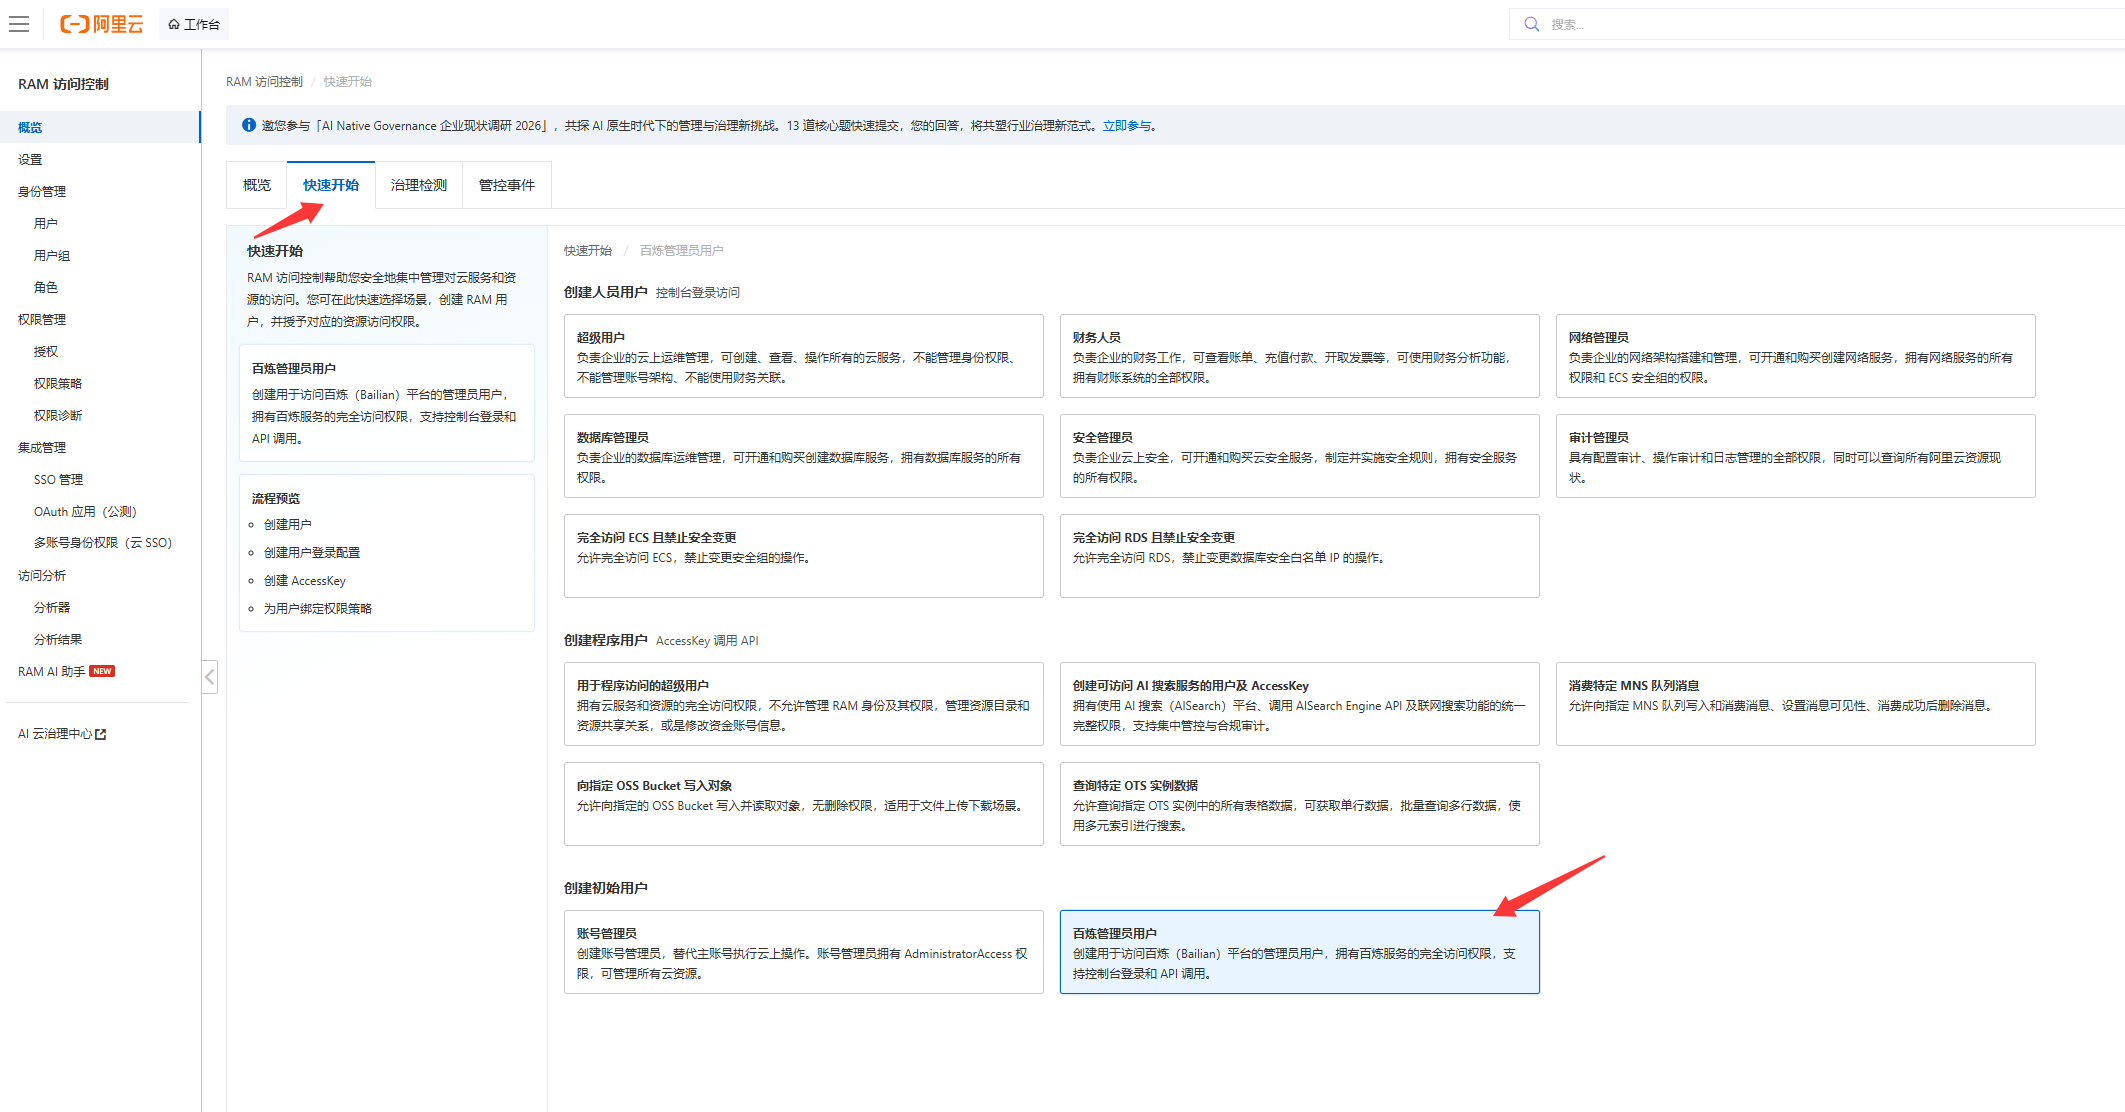 阿里云
工作台
搜索...
RAM 访问控制
概览
设置
身份管理
用户
用户组
角色
权限管理
授权
权限策略
权限诊断
集成管理
SSO 管理
OAuth 应用（公测）
多账号身份权限（云 SSO）
访问分析
分析器
分析结果
RAM AI 助手 NEW
AI 云治理中心
RAM 访问控制 / 快速开始
邀您参与「AI Native Governance 企业现状调研 2026」，共探 AI 原生时代下的管理与治理新挑战。13 道核心题快速提交，您的回答，将共塑行业治理新范式。立即参与。
概览
快速开始
治理检测
管控事件
快速开始
RAM 访问控制帮助您安全地集中管理对云服务和资
源的访问。您可在此快速选择场景，创建 RAM 用
户，并授予对应的资源访问权限。
百炼管理员用户
创建用于访问百炼（Bailian）平台的管理员用户，
拥有百炼服务的完全访问权限，支持控制台登录和
API 调用。
流程预览
创建用户
创建用户登录配置
创建 AccessKey
为用户绑定权限策略
快速开始 / 百炼管理员用户
创建人员用户 控制台登录访问
超级用户
负责企业的云上运维管理，可创建、查看、操作所有的云服务，不能管理身份权限、
不能管理账号架构、不能使用财务关联。
财务人员
负责企业的财务工作，可查看账单、充值付款、开取发票等，可使用财务分析功能，
拥有财账系统的全部权限。
网络管理员
负责企业的网络架构搭建和管理，可开通和购买创建网络服务，拥有网络服务的所有
权限和 ECS 安全组的权限。
数据库管理员
负责企业的数据库运维管理，可开通和购买创建数据库服务，拥有数据库服务的所有
权限。
安全管理员
负责企业云上安全，可开通和购买云安全服务，制定并实施安全规则，拥有安全服务
的所有权限。
审计管理员
具有配置审计、操作审计和日志管理的全部权限，同时可以查询所有阿里云资源现
状。
完全访问 ECS 且禁止安全变更
允许完全访问 ECS，禁止变更安全组的操作。
完全访问 RDS 且禁止安全变更
允许完全访问 RDS，禁止变更数据库安全白名单 IP 的操作。
创建程序用户 AccessKey 调用 API
用于程序访问的超级用户
拥有云服务和资源的完全访问权限，不允许管理 RAM 身份及其权限，管理资源目录和
资源共享关系，或是修改资金账号信息。
创建可访问 AI 搜索服务的用户及 AccessKey
拥有使用 AI 搜索（AISearch）平台、调用 AISearch Engine API 及联网搜索功能的统一
完整权限，支持集中管控与合规审计。
消费特定 MNS 队列消息
允许向指定 MNS 队列写入和消费消息、设置消息可见性、消费成功后删除消息。
向指定 OSS Bucket 写入对象
允许向指定的 OSS Bucket 写入并读取对象，无删除权限，适用于文件上传下载场景。
查询特定 OTS 实例数据
允许查询指定 OTS 实例中的所有表格数据，可获取单行数据，批量查询多行数据，使
用多元索引进行搜索。
创建初始用户
账号管理员
创建账号管理员，替代主账号执行云上操作。账号管理员拥有 AdministratorAccess 权
限，可管理所有云资源。
百炼管理员用户
创建用于访问百炼（Bailian）平台的管理员用户，拥有百炼服务的完全访问权限，支
持控制台登录和 API 调用。